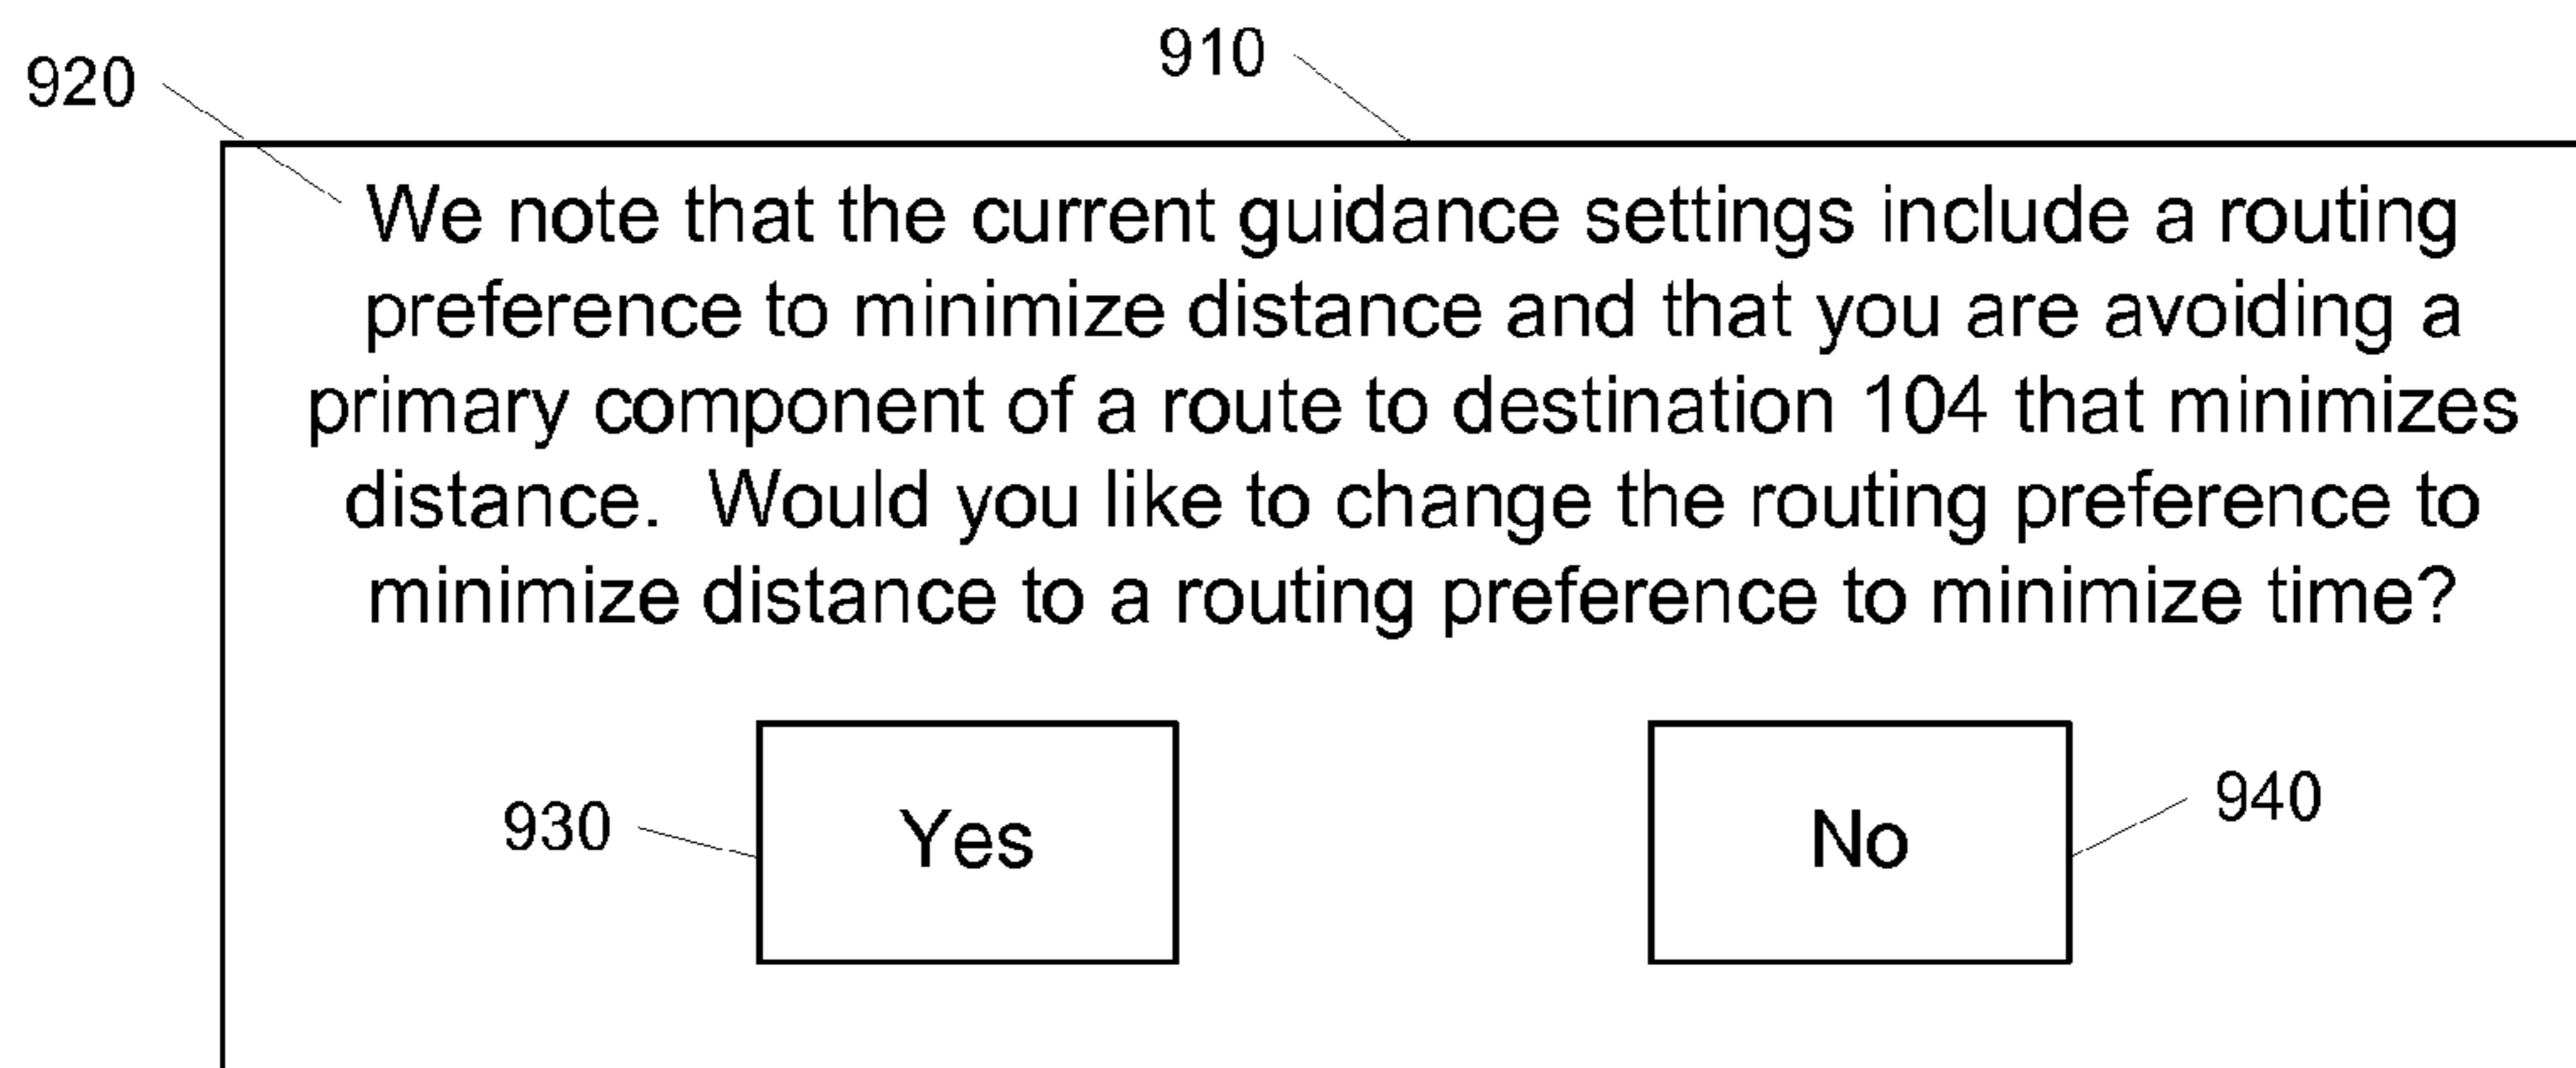 910
920
We note that the current guidance settings include a routing
preference to minimize distance and that you are avoiding a
primary component of a route to destination 104 that minimizes
distance.  Would you like to change the routing preference to
minimize distance to a routing preference to minimize time?
930
Yes
No
940